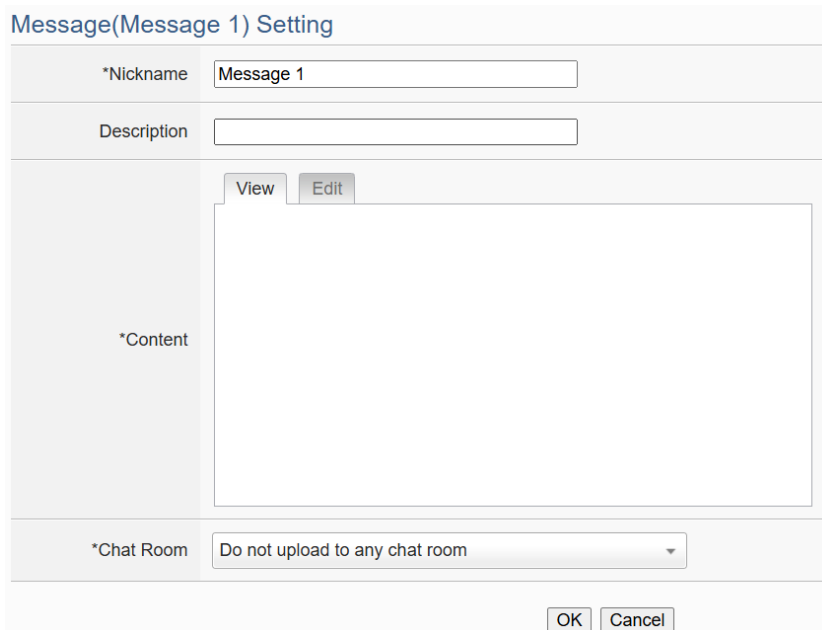 Message(Message 1) Setting
*Nickname Message 1
Description
View Edit
*Content
*Chat Room Do not upload to any chat room
OK Cancel